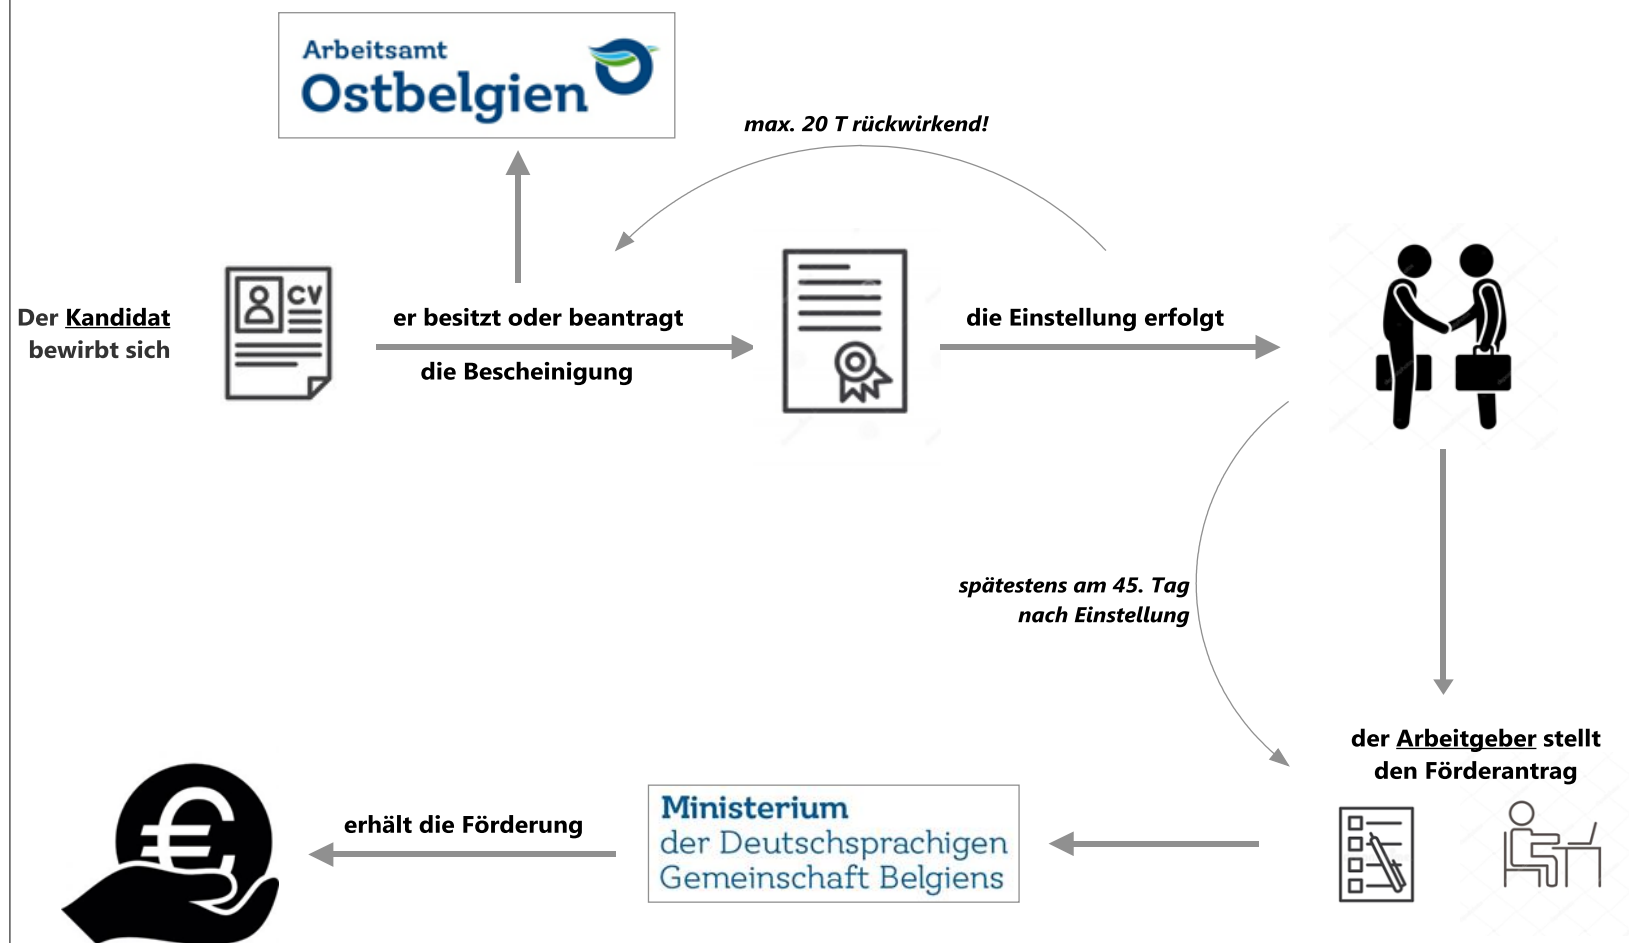 Arbeitsamt
Ostbelgien
max. 20 T rückwirkend!
Der Kandidat
bewirbt sich
CV
er besitzt oder beantragt
die Bescheinigung
die Einstellung erfolgt
spätestens am 45. Tag
nach Einstellung
der Arbeitgeber stellt
den Förderantrag
Ministerium
der Deutschsprachigen
Gemeinschaft Belgiens
erhält die Förderung
€